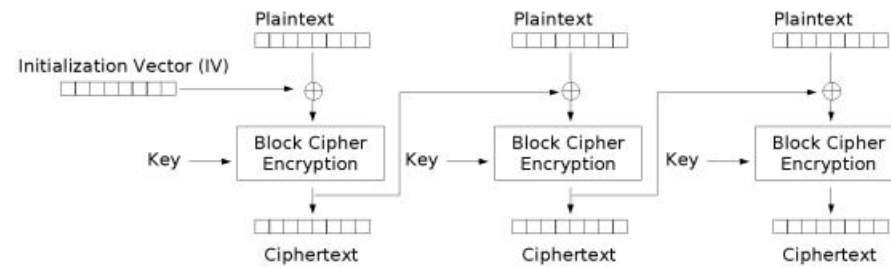 Plaintext
Plaintext
Plaintext
Initialization Vector (IV)
Key
Block Cipher
Encryption
Key
Block Cipher
Encryption
Key
Block Cipher
Encryption
Ciphertext
Ciphertext
Ciphertext